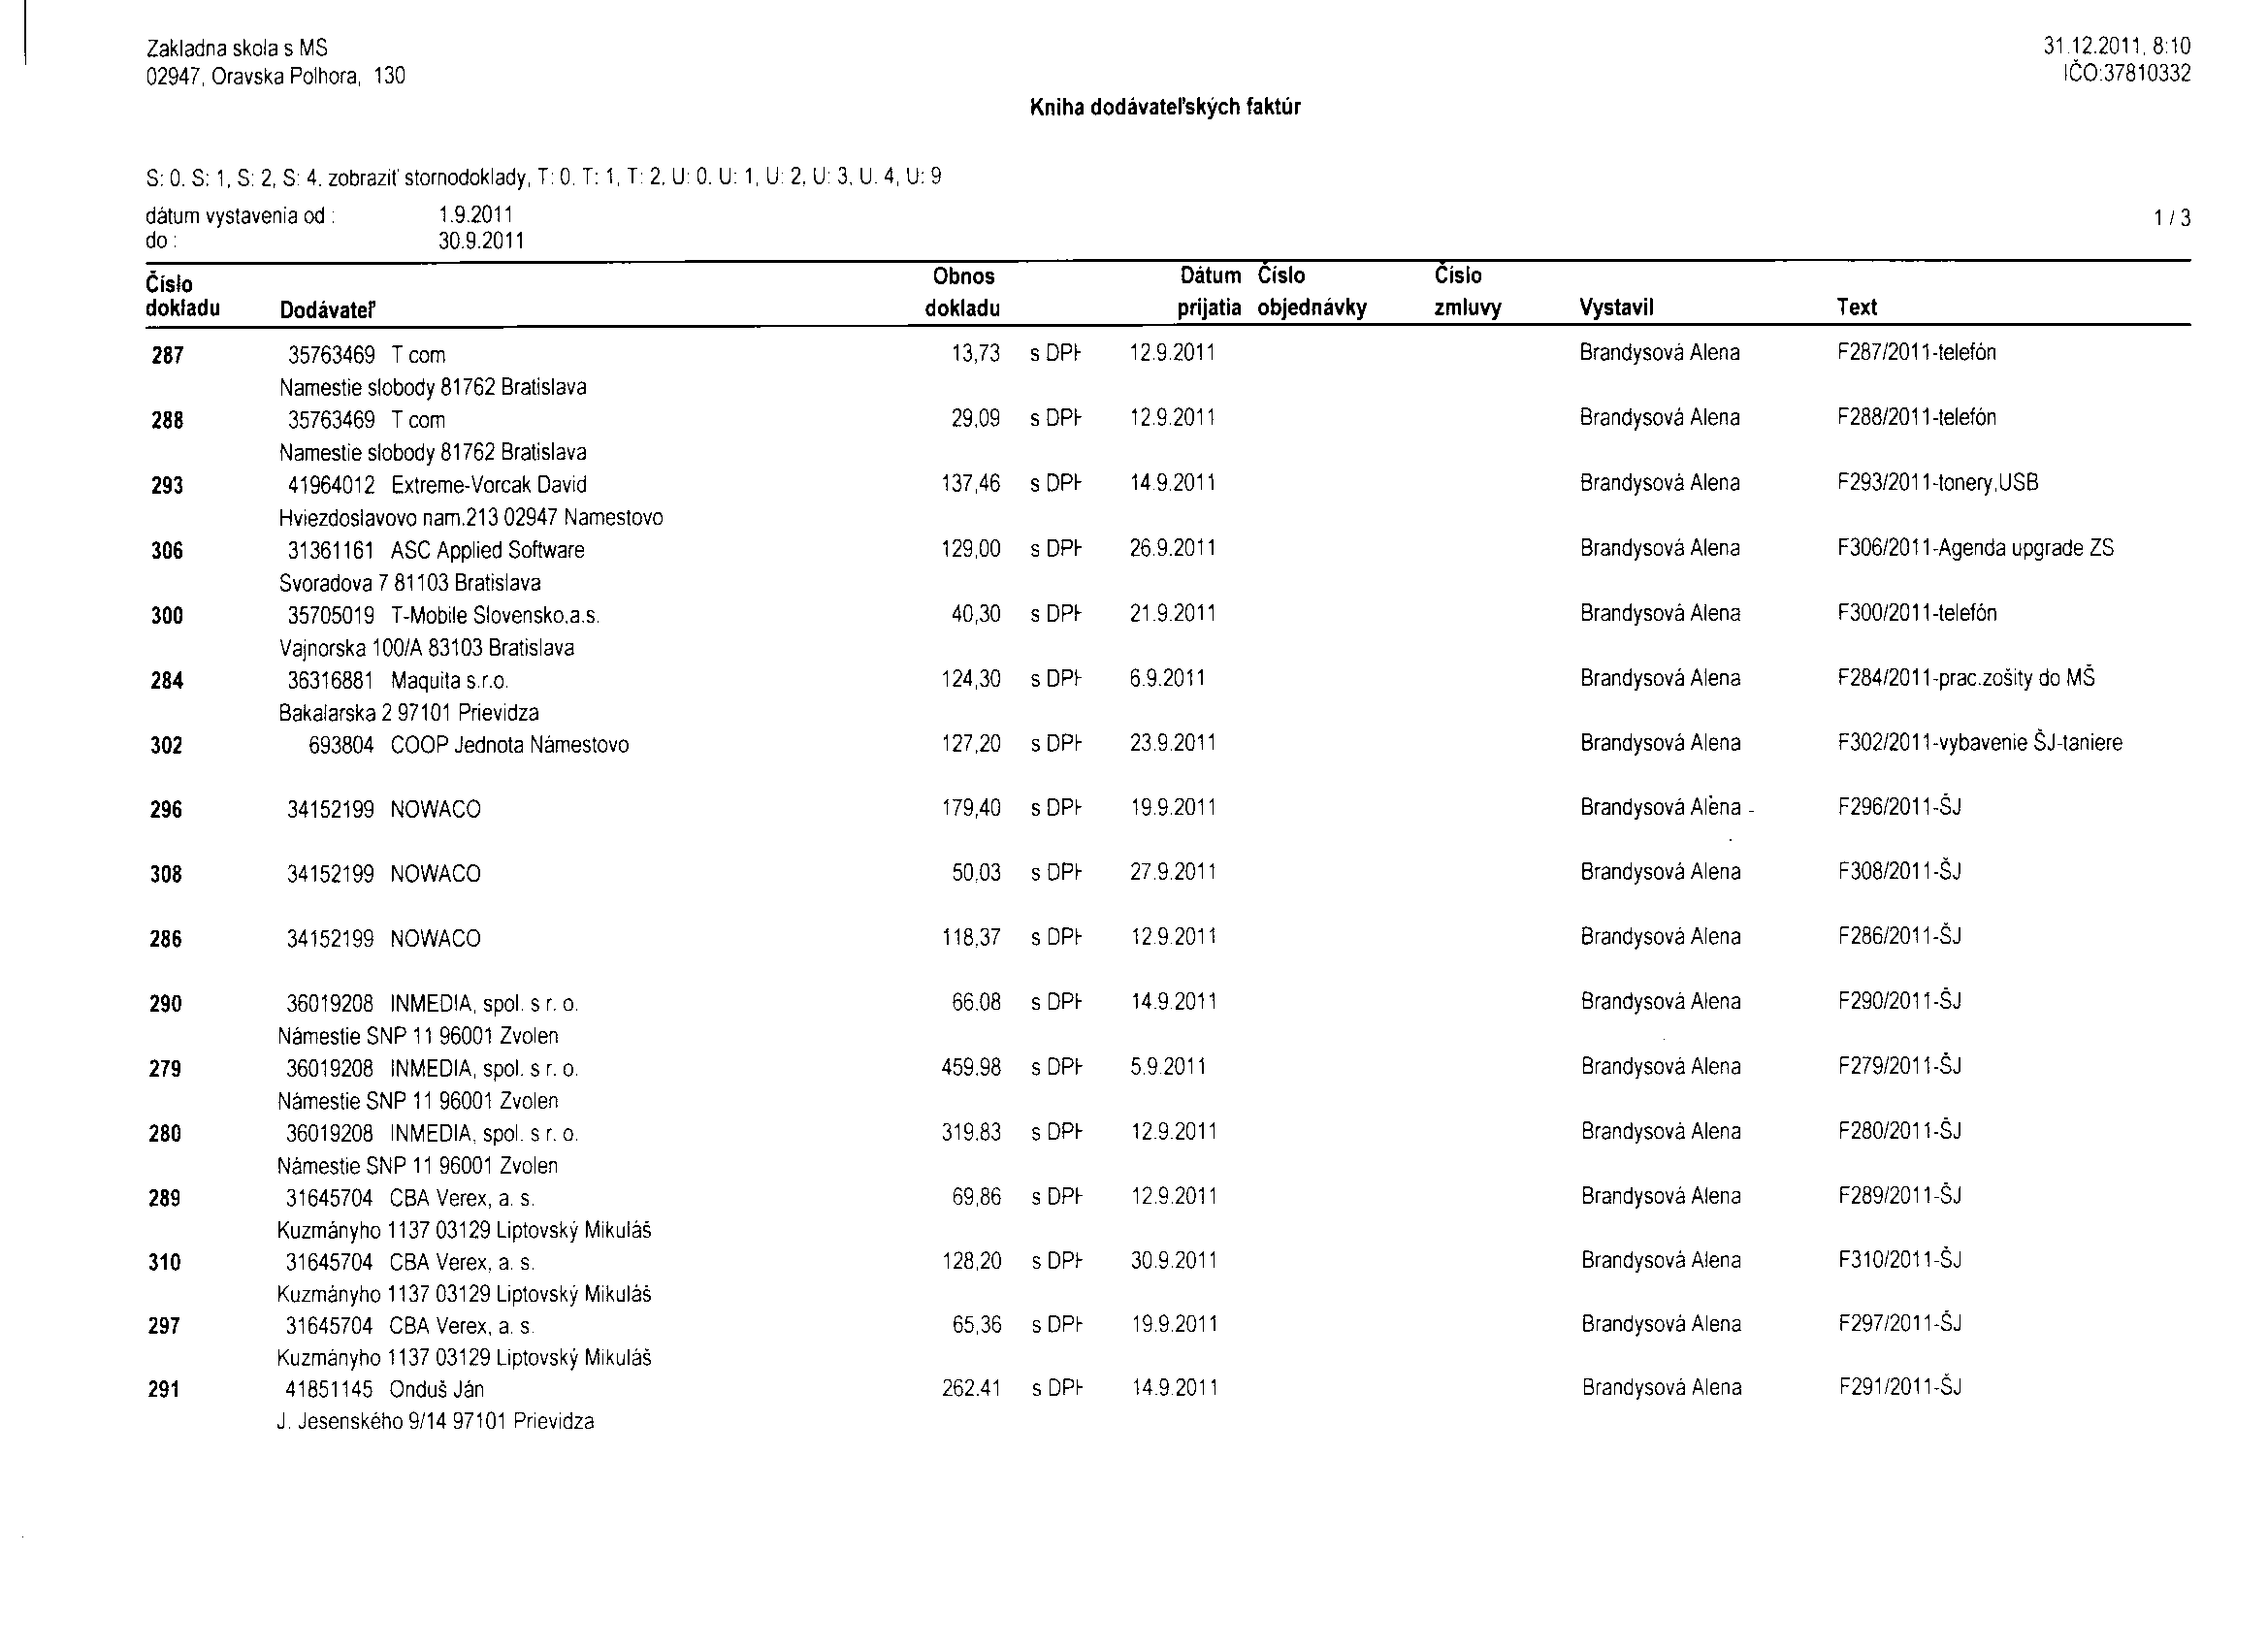 Zakladna skola s MS 31.12.2011, 8:10
02947, Oravska Polhora, 130 IČO:37810332
Kniha dodávateľských faktúr
S: 0, S: 1, S: 2, S: 4, zobraziť stornodoklady, T: 0, T: 1, T: 2, U: 0, U: 1, U: 2, U: 3, U: 4, U: 9
dátum vystavenia od : 1.9.2011 1 / 3
do : 30.9.2011
Číslo Obnos Dátum Číslo Číslo
dokladu Dodávateľ dokladu prijatia objednávky zmluvy Vystavil Text
287 35763469 T com 13,73 s DPH 12.9.2011 Brandysová Alena F287/2011-telefón
Namestie slobody 81762 Bratislava
288 35763469 T com 29,09 s DPH 12.9.2011 Brandysová Alena F288/2011-telefón
Namestie slobody 81762 Bratislava
293 41964012 Extreme-Vorcak David 137,46 s DPH 14.9.2011 Brandysová Alena F293/2011-tonery,USB
Hviezdoslavovo nam.213 02947 Namestovo
306 31361161 ASC Applied Software 129,00 s DPH 26.9.2011 Brandysová Alena F306/2011-Agenda upgrade ZS
Svoradova 7 81103 Bratislava
300 35705019 T-Mobile Slovensko,a.s. 40,30 s DPH 21.9.2011 Brandysová Alena F300/2011-telefón
Vajnorska 100/A 83103 Bratislava
284 36316881 Maquita s.r.o. 124,30 s DPH 6.9.2011 Brandysová Alena F284/2011-prac.zošity do MŠ
Bakalarska 2 97101 Prievidza
302 693804 COOP Jednota Námestovo 127,20 s DPH 23.9.2011 Brandysová Alena F302/2011-vybavenie ŠJ-taniere
296 34152199 NOWACO 179,40 s DPH 19.9.2011 Brandysová Alena F296/2011-ŠJ
308 34152199 NOWACO 50,03 s DPH 27.9.2011 Brandysová Alena F308/2011-ŠJ
286 34152199 NOWACO 118,37 s DPH 12.9.2011 Brandysová Alena F286/2011-ŠJ
290 36019208 INMEDIA, spol. s r. o. 66,08 s DPH 14.9.2011 Brandysová Alena F290/2011-ŠJ
Námestie SNP 11 96001 Zvolen
279 36019208 INMEDIA, spol. s r. o. 459,98 s DPH 5.9.2011 Brandysová Alena F279/2011-ŠJ
Námestie SNP 11 96001 Zvolen
280 36019208 INMEDIA, spol. s r. o. 319,83 s DPH 12.9.2011 Brandysová Alena F280/2011-ŠJ
Námestie SNP 11 96001 Zvolen
289 31645704 CBA Verex, a. s. 69,86 s DPH 12.9.2011 Brandysová Alena F289/2011-ŠJ
Kuzmányho 1137 03129 Liptovský Mikuláš
310 31645704 CBA Verex, a. s. 128,20 s DPH 30.9.2011 Brandysová Alena F310/2011-ŠJ
Kuzmányho 1137 03129 Liptovský Mikuláš
297 31645704 CBA Verex, a. s. 65,36 s DPH 19.9.2011 Brandysová Alena F297/2011-ŠJ
Kuzmányho 1137 03129 Liptovský Mikuláš
291 41851145 Onduš Ján 262,41 s DPH 14.9.2011 Brandysová Alena F291/2011-ŠJ
J. Jesenského 9/14 97101 Prievidza